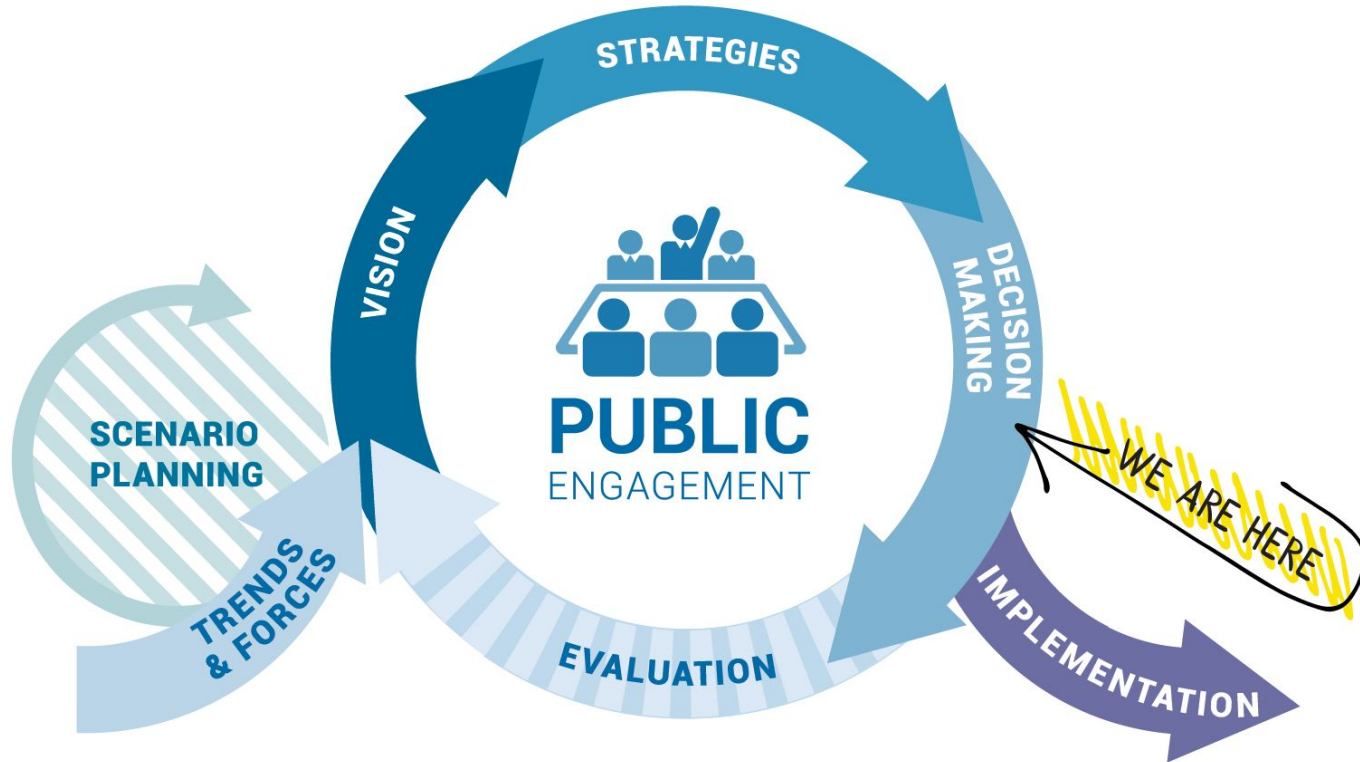 STRATEGIES
VISION
DECISION
MAKING
PUBLIC
ENGAGEMENT
SCENARIO
PLANNING
WE ARE HERE
TRENDS
& FORCES
EVALUATION
IMPLEMENTATION